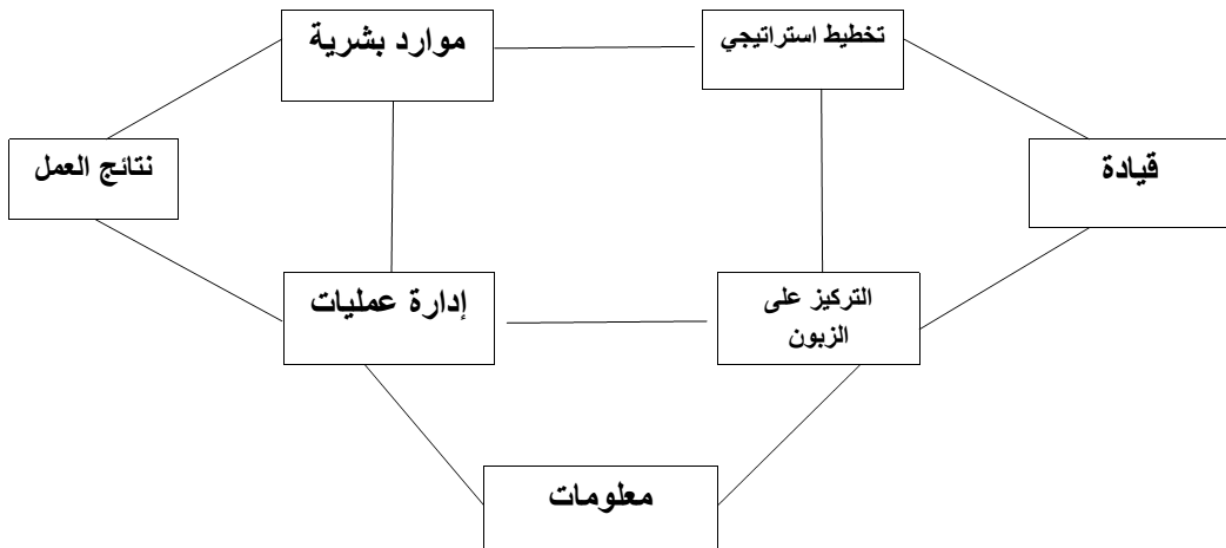 تخطيط استراتيجي
موارد بشرية
قيادة
نتائج العمل
التركيز على
الزبون
إدارة عمليات
معلومات